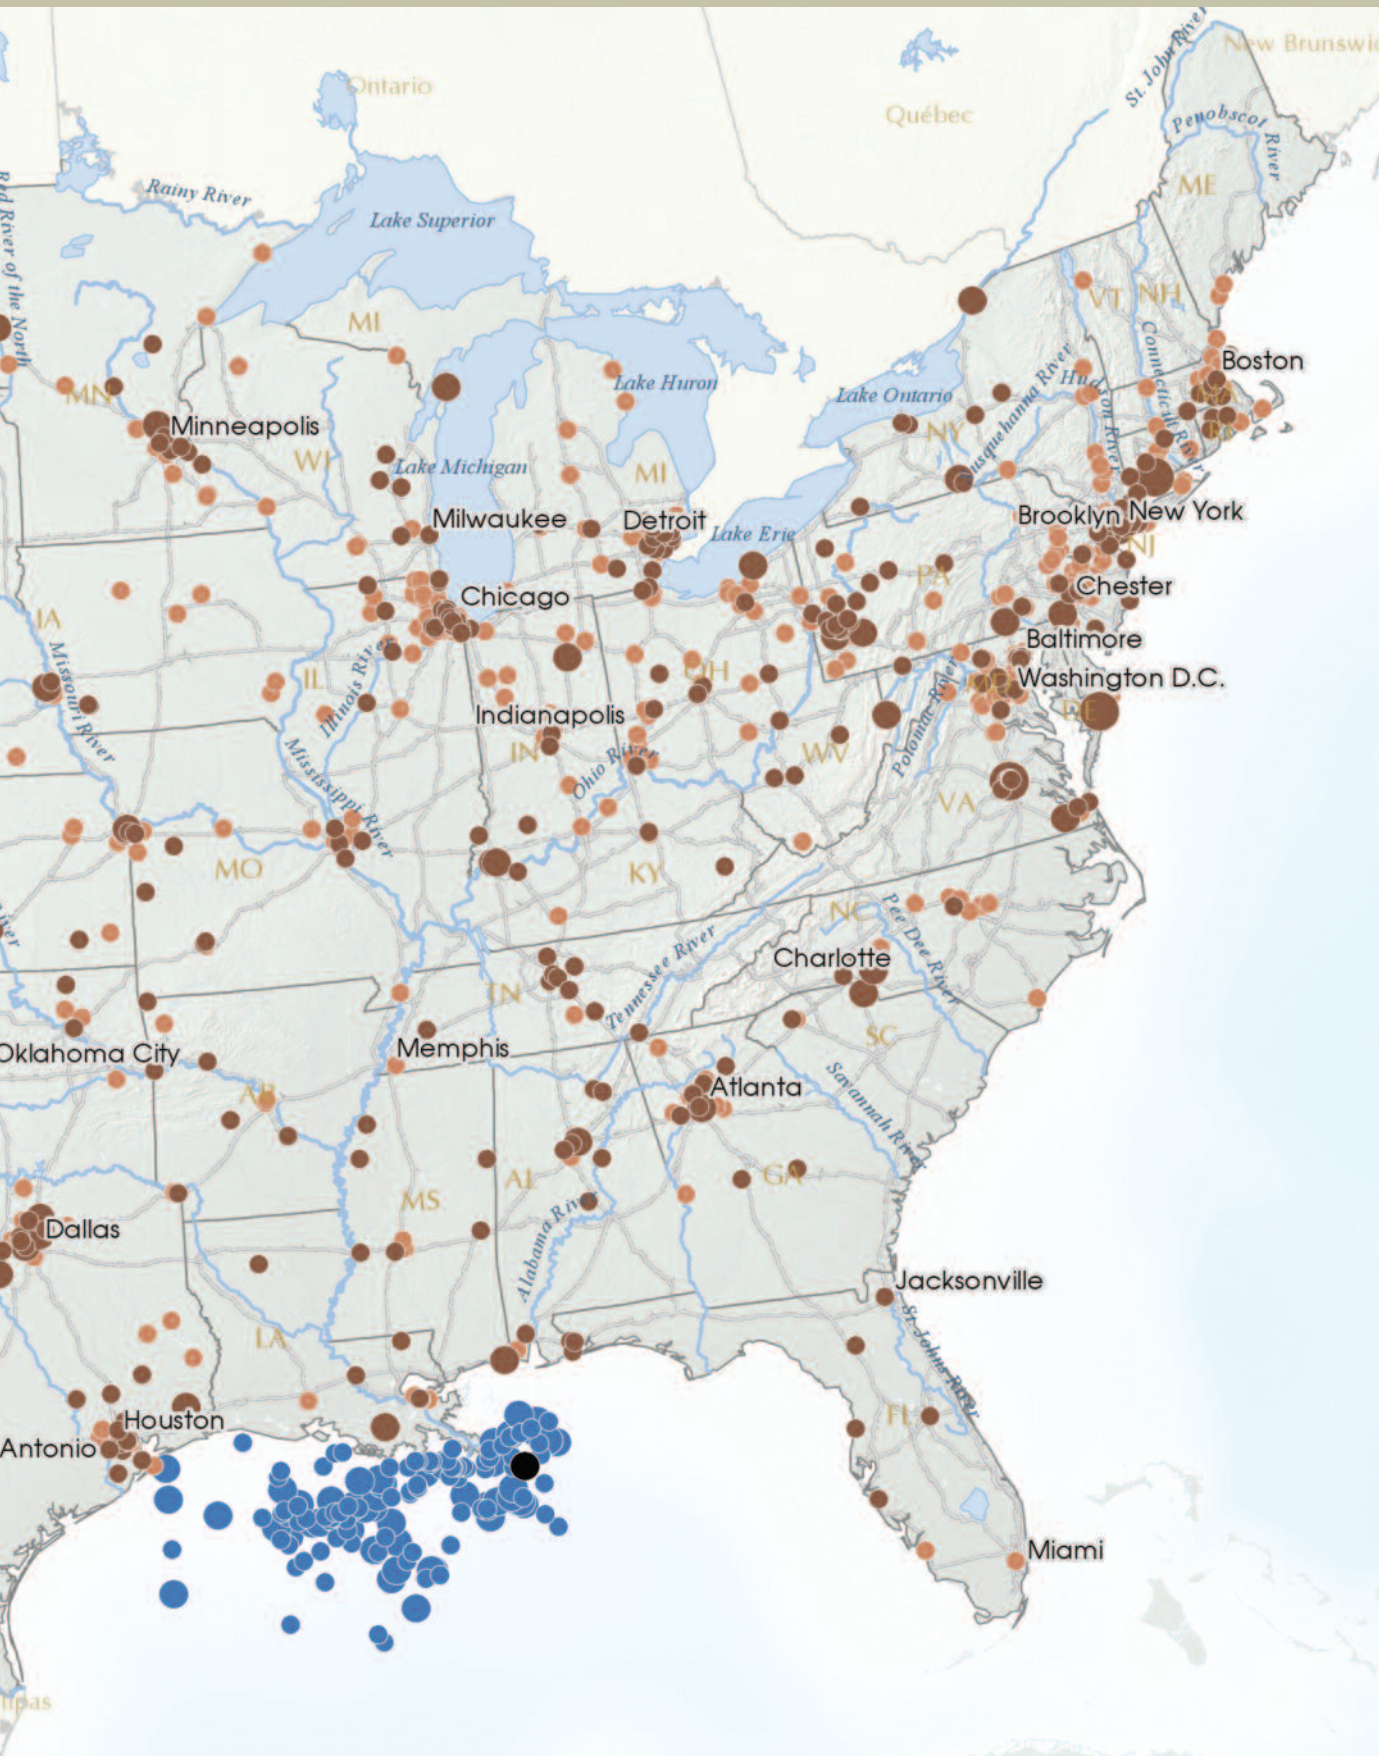 New Brunswic
St. John River
Ontario
Québec
Penobscot River
ME
Rainy River
Red River of the North
Lake Superior
VT
NH
MI
Boston
Lake Huron
Connecticut River
Hudson River
Lake Ontario
MN
MA
Minneapolis
NY
RI
Susquehanna River
WI
Lake Michigan
MI
Milwaukee
Detroit
Brooklyn
New York
Lake Erie
NJ
PA
Chester
Chicago
IA
Baltimore
Missouri River
Illinois River
IL
OH
Washington D.C.
Potomac River
DE
Indianapolis
IN
Ohio River
WV
Mississippi River
VA
MO
KY
iver
NC
Pee Dee River
Charlotte
Tennessee River
TN
SC
Oklahoma City
Memphis
Atlanta
AR
Savannah River
GA
AL
MS
Dallas
Alabama River
Jacksonville
LA
St. Johns River
FL
Houston
Antonio
Miami
lipas